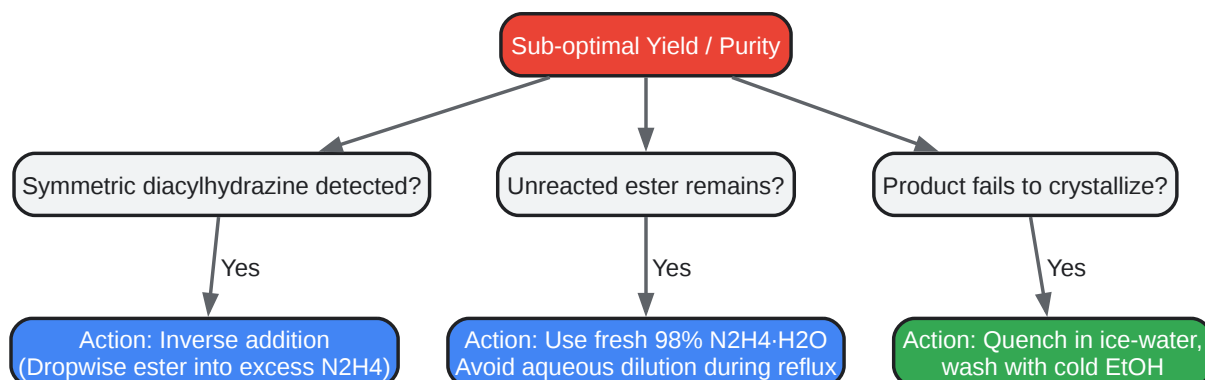 Sub-optimal Yield / Purity
Symmetric diacylhydrazine detected?
Unreacted ester remains?
Product fails to crystallize?
Yes
Yes
Yes
Action: Inverse addition
(Dropwise ester into excess N2H4)
Action: Use fresh 98% N2H4·H2O
Avoid aqueous dilution during reflux
Action: Quench in ice-water,
wash with cold EtOH